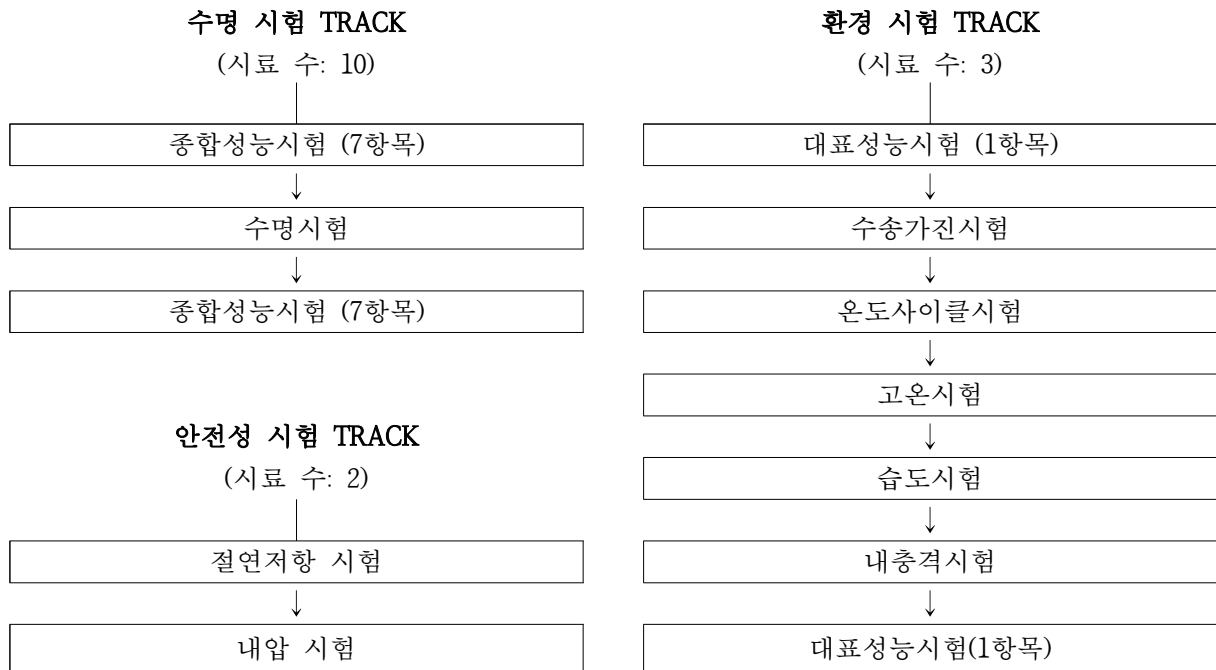 수명 시험 TRACK
(시료 수: 10)
종합성능시험 (7항목)
수명시험
종합성능시험 (7항목)
안전성 시험 TRACK
(시료 수: 2)
절연저항 시험
내압 시험
환경 시험 TRACK
(시료 수: 3)
대표성능시험 (1항목)
수송가진시험
온도사이클시험
고온시험
습도시험
내충격시험
대표성능시험(1항목)